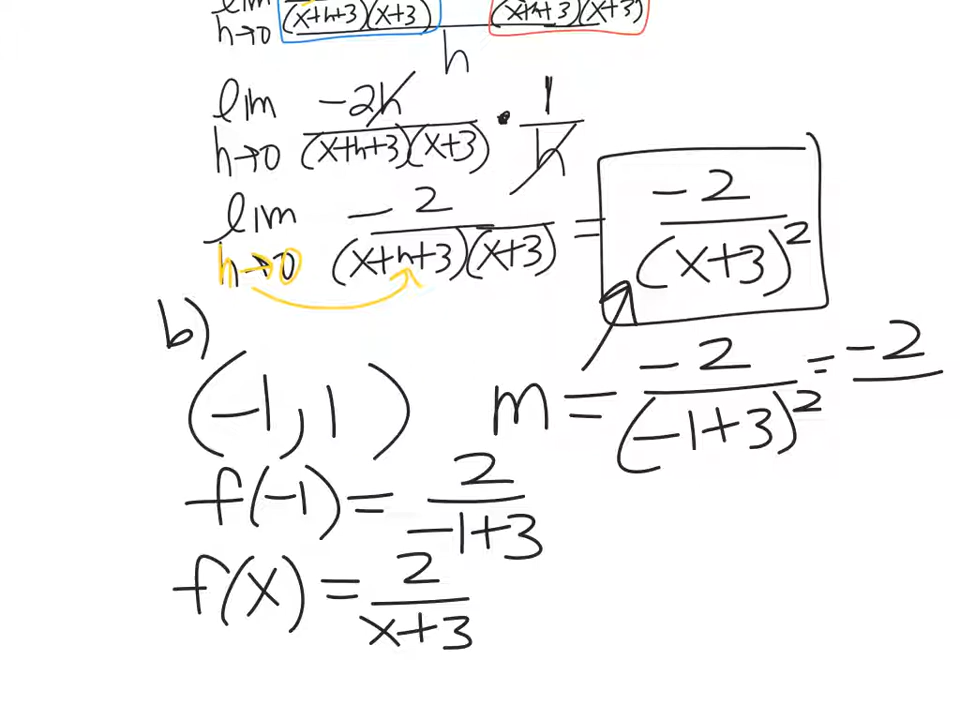 lim h→0 (x+h+3)(x+3) (x+h+3)(x+3)
h
lim h→0 -2h/((x+h+3)(x+3)) · 1/h
lim h→0 -2/((x+h+3)(x+3)) = -2/(x+3)²
b)
(-1, 1) m = -2/(-1+3)² = -2
f(-1) = 2/(-1+3)
f(x) = 2/(x+3)